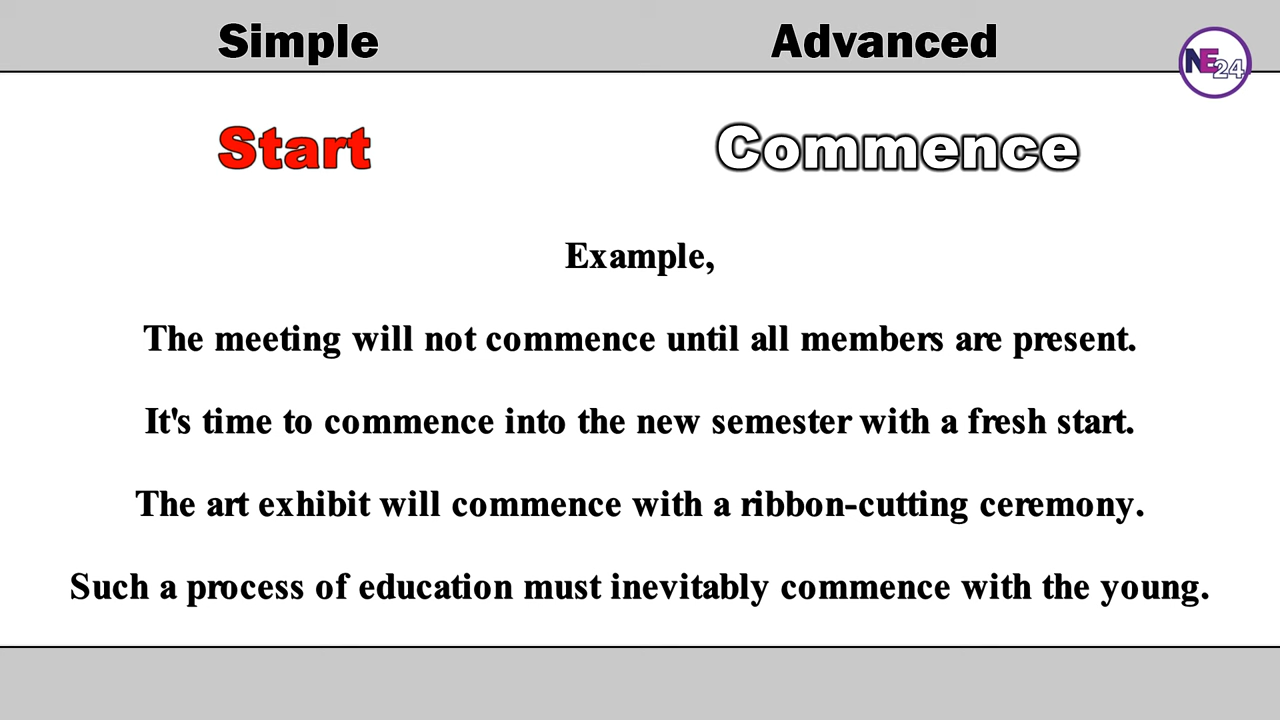 Simple Advanced
NE24
Start Commence
Example,
The meeting will not commence until all members are present.
It's time to commence into the new semester with a fresh start.
The art exhibit will commence with a ribbon-cutting ceremony.
Such a process of education must inevitably commence with the young.